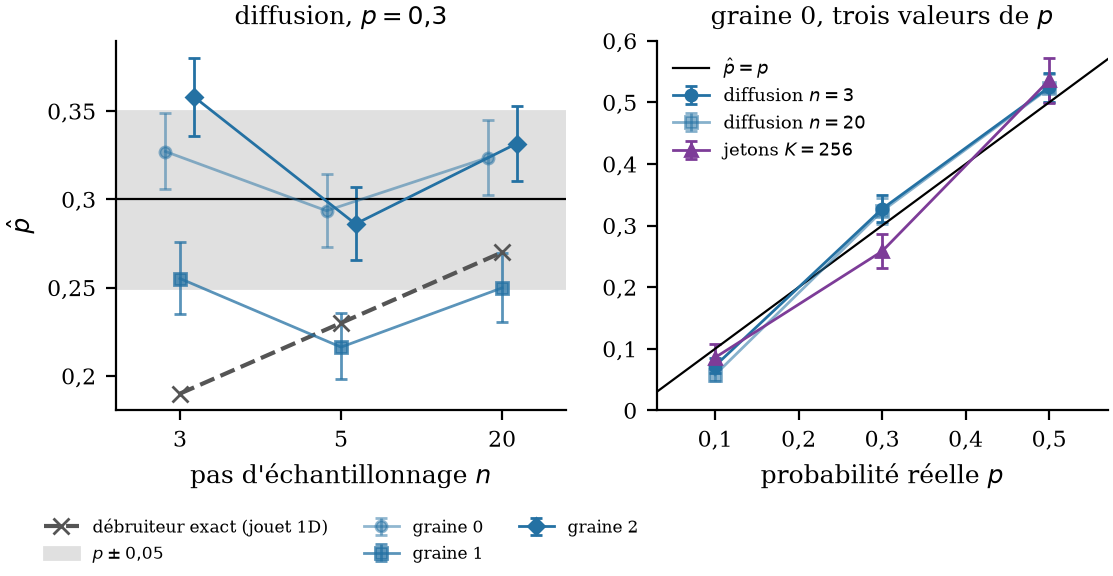 diffusion, p = 0,3
0,35
0,3
0,25
0,2
p̂
3
5
20
pas d'échantillonnage n
graine 0, trois valeurs de p
p̂ = p
diffusion n = 3
diffusion n = 20
jetons K = 256
0,6
0,5
0,4
0,3
0,2
0,1
0
0,1
0,2
0,3
0,4
0,5
probabilité réelle p
débruiteur exact (jouet 1D)
p ± 0,05
graine 0
graine 1
graine 2